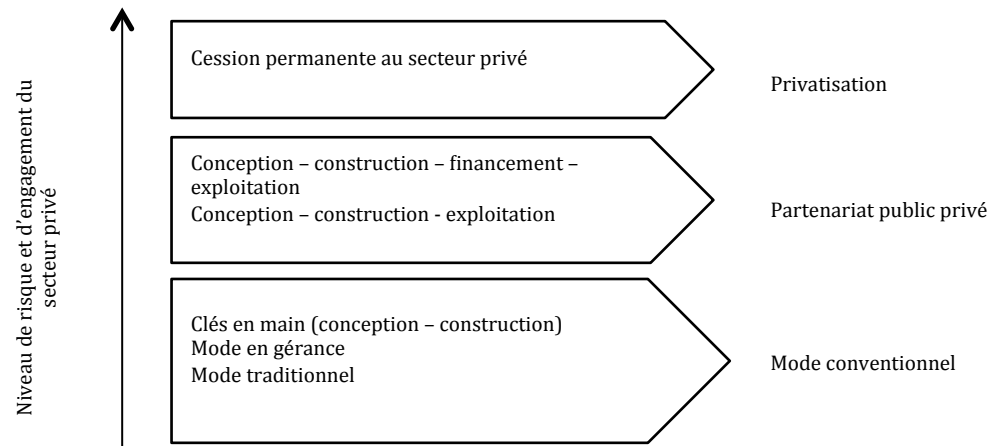 Niveau de risque et d'engagement du
secteur privé
Cession permanente au secteur privé
Privatisation
Conception – construction – financement –
exploitation
Conception – construction - exploitation
Partenariat public privé
Clés en main (conception – construction)
Mode en gérance
Mode traditionnel
Mode conventionnel